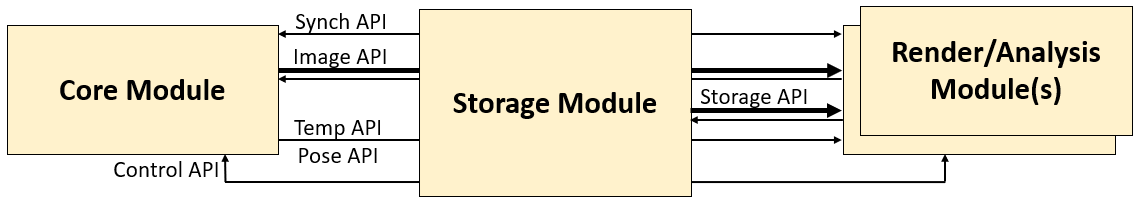 Synch API
Image API
Core Module
Temp API
Pose API
Control API
Storage Module
Storage API
Render/Analysis
Module(s)